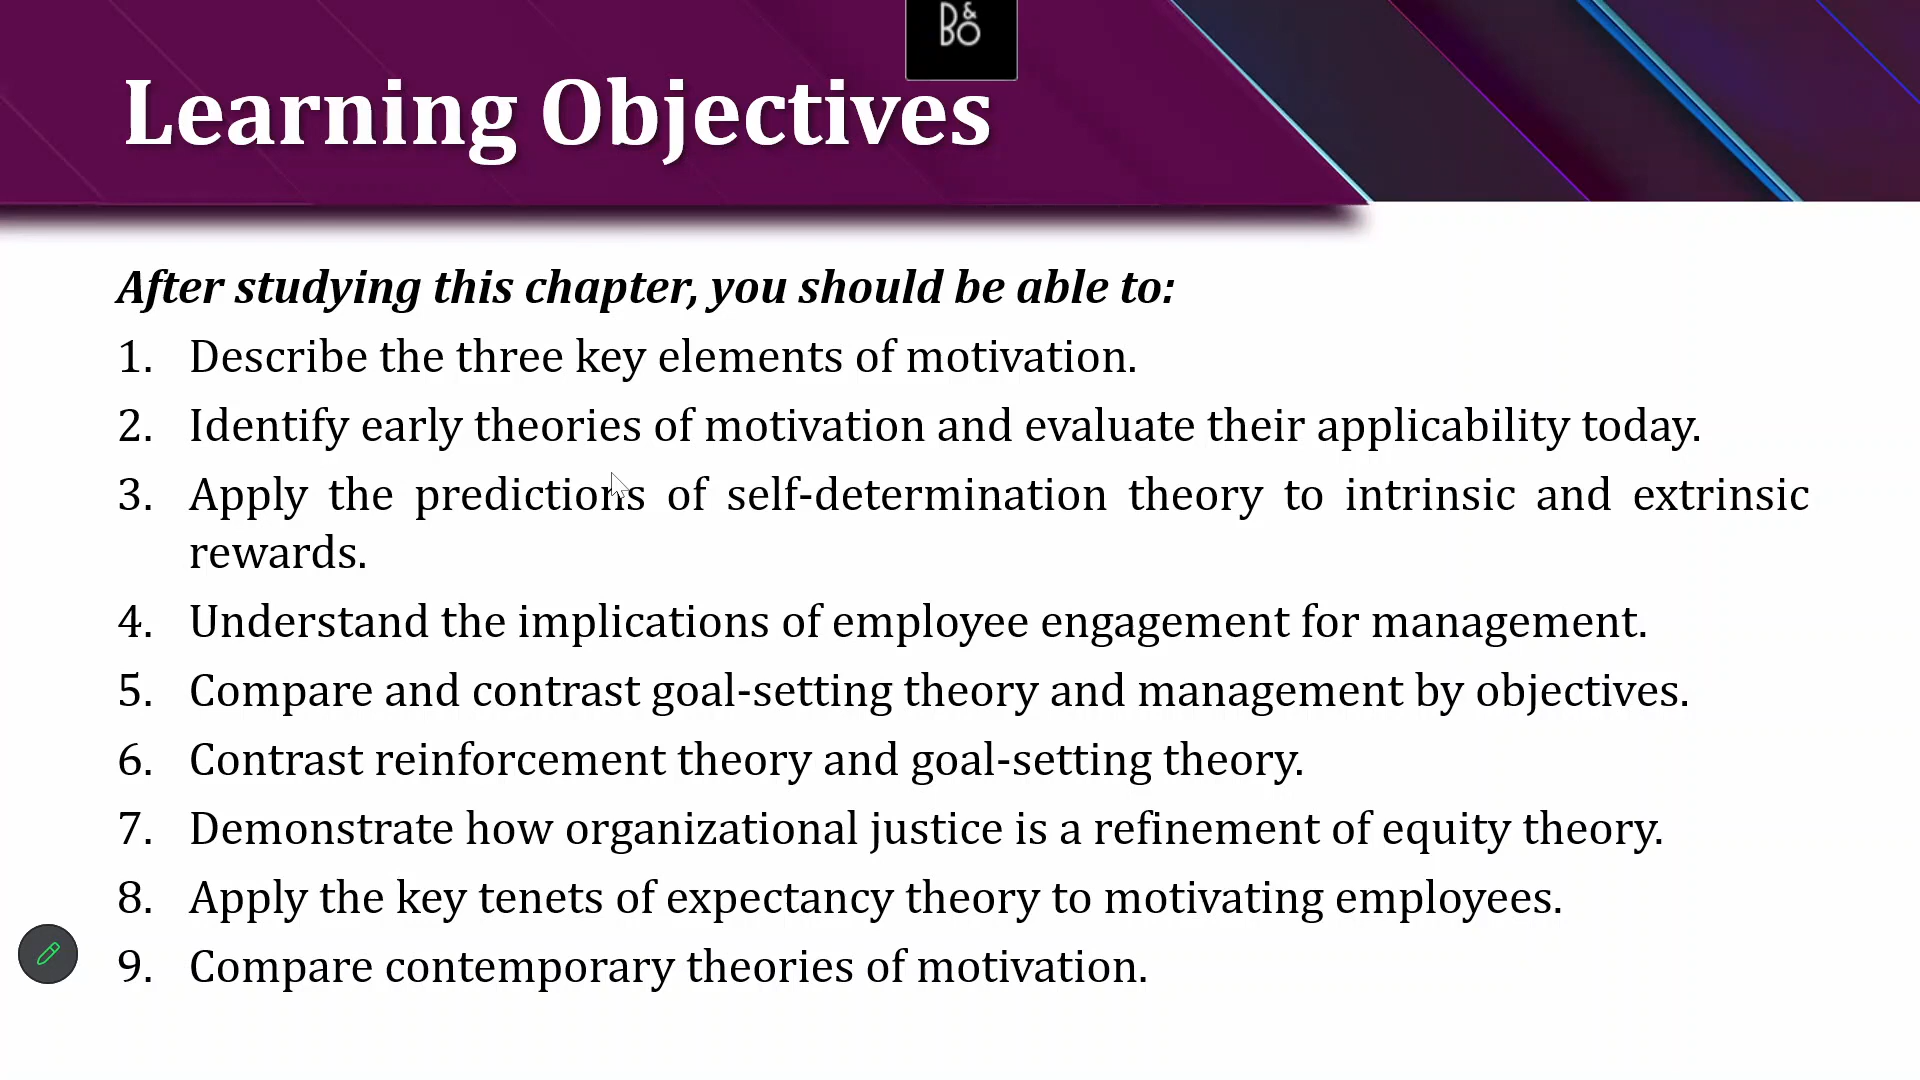 B&
BO
Learning Objectives
After studying this chapter, you should be able to:
1. Describe the three key elements of motivation.
2. Identify early theories of motivation and evaluate their applicability today.
3. Apply the predictions of self-determination theory to intrinsic and extrinsic
rewards.
4. Understand the implications of employee engagement for management.
5. Compare and contrast goal-setting theory and management by objectives.
6. Contrast reinforcement theory and goal-setting theory.
7. Demonstrate how organizational justice is a refinement of equity theory.
8. Apply the key tenets of expectancy theory to motivating employees.
9. Compare contemporary theories of motivation.